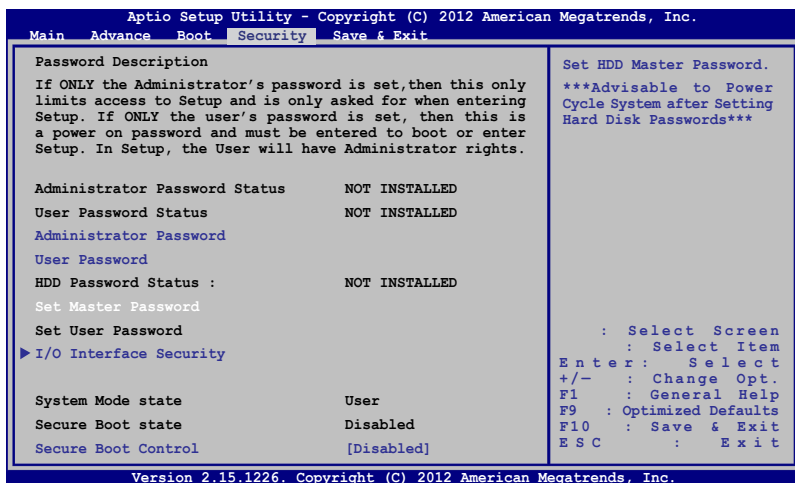 Aptio Setup Utility - Copyright (C) 2012 American Megatrends, Inc.
Main Advance Boot Security Save & Exit
Password Description
If ONLY the Administrator's password is set,then this only
limits access to Setup and is only asked for when entering
Setup. If ONLY the user's password is set, then this is
a power on password and must be entered to boot or enter
Setup. In Setup, the User will have Administrator rights.
Administrator Password Status NOT INSTALLED
User Password Status NOT INSTALLED
Administrator Password
User Password
HDD Password Status : NOT INSTALLED
Set Master Password
Set User Password
I/O Interface Security
System Mode state User
Secure Boot state Disabled
Secure Boot Control [Disabled]
Set HDD Master Password.
***Advisable to Power
Cycle System after Setting
Hard Disk Passwords***
: Select Screen
: Select Item
Enter: Select
+/— : Change Opt.
F1 : General Help
F9 : Optimized Defaults
F10 : Save & Exit
ESC : Exit
Version 2.15.1226. Copyright (C) 2012 American Megatrends, Inc.